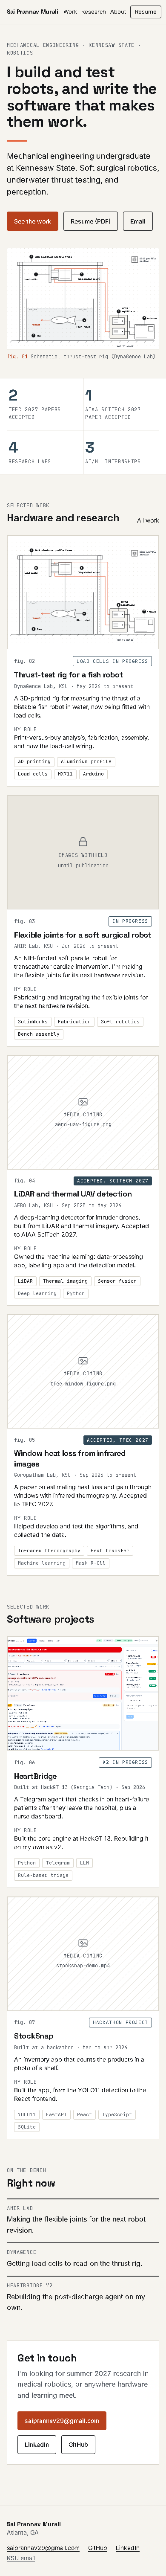 Sai Prannav Murali Work Research About Resume
MECHANICAL ENGINEERING · KENNESAW STATE ·
ROBOTICS
I build and test
robots, and write the
software that makes
them work.
Mechanical engineering undergraduate
at Kennesaw State. Soft surgical robots,
underwater thrust testing, and
perception.
See the work Resume (PDF) Email
fig. 01 Schematic: thrust-test rig (DynaGence Lab)
2
TFEC 2027 PAPERS
ACCEPTED
1
AIAA SCITECH 2027
PAPER ACCEPTED
4
RESEARCH LABS
3
AI/ML INTERNSHIPS
SELECTED WORK
Hardware and research
All work
fig. 02 LOAD CELLS IN PROGRESS
Thrust-test rig for a fish robot
DynaGence Lab, KSU · May 2026 to present
A 3D-printed rig for measuring the thrust of a
bistable fish robot in water, now being fitted with
load cells.
MY ROLE
Print-versus-buy analysis, fabrication, assembly,
and now the load-cell wiring.
3D printing Aluminium profile
Load cells HX711 Arduino
IMAGES WITHHELD
until publication
fig. 03 IN PROGRESS
Flexible joints for a soft surgical robot
AMIR Lab, KSU · Jun 2026 to present
An NIH-funded soft parallel robot for
transcatheter cardiac intervention. I'm making
the flexible joints for its next hardware revision.
MY ROLE
Fabricating and integrating the flexible joints for
the next hardware version.
SolidWorks Fabrication Soft robotics
Bench assembly
MEDIA COMING
aero-uav-figure.png
fig. 04 ACCEPTED, SCITECH 2027
LiDAR and thermal UAV detection
AERO Lab, KSU · Sep 2025 to May 2026
A deep-learning detector for intruder drones,
built from LiDAR and thermal imagery. Accepted
to AIAA SciTech 2027.
MY ROLE
Owned the machine learning: data-processing
app, labeling app and the detection model.
LiDAR Thermal imaging Sensor fusion
Deep learning Python
MEDIA COMING
tfec-window-figure.png
fig. 05 ACCEPTED, TFEC 2027
Window heat loss from infrared
images
Gurupatham Lab, KSU · Sep 2026 to present
A paper on estimating heat loss and gain through
windows with infrared thermography. Accepted
to TFEC 2027.
MY ROLE
Helped develop and test the algorithms, and
collected the data.
Infrared thermography Heat transfer
Machine learning Mask R-CNN
SELECTED WORK
Software projects
fig. 06 V2 IN PROGRESS
HeartBridge
Built at HackGT 13 (Georgia Tech) · Sep 2026
A Telegram agent that checks in on heart-failure
patients after they leave the hospital, plus a
nurse dashboard.
MY ROLE
Built the core engine at HackGT 13. Rebuilding it
on my own as v2.
Python Telegram LLM
Rule-based triage
MEDIA COMING
stocksnap-demo.mp4
fig. 07 HACKATHON PROJECT
StockSnap
Built at a hackathon · Mar to Apr 2026
An inventory app that counts the products in a
photo of a shelf.
MY ROLE
Built the app, from the YOLO11 detection to the
React frontend.
YOLO11 FastAPI React TypeScript
SQLite
ON THE BENCH
Right now
AMIR LAB
Making the flexible joints for the next robot
revision.
DYNAGENCE
Getting load cells to read on the thrust rig.
HEARTBRIDGE V2
Rebuilding the post-discharge agent on my
own.
Get in touch
I'm looking for summer 2027 research in
medical robotics, or anywhere hardware
and learning meet.
saiprannav29@gmail.com
LinkedIn GitHub
Sai Prannav Murali
Atlanta, GA
saiprannav29@gmail.com GitHub LinkedIn
KSU email